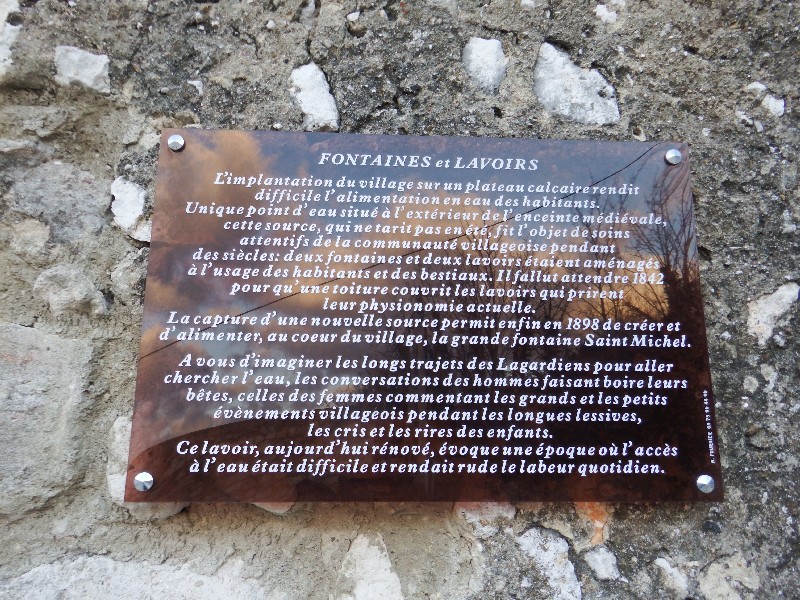 FONTAINES et LAVOIRS
L'implantation du village sur un plateau calcaire rendit
difficile l'alimentation en eau des habitants.
Unique point d'eau situé à l'extérieur de l'enceinte médiévale,
cette source, qui ne tarit pas en été, fit l'objet de soins
attentifs de la communauté villageoise pendant
des siècles: deux fontaines et deux lavoirs étaient aménagés
à l'usage des habitants et des bestiaux. Il fallut attendre 1842
pour qu'une toiture couvrit les lavoirs qui prirent
leur physionomie actuelle.
La capture d'une nouvelle source permit enfin en 1898 de créer et
d'alimenter, au coeur du village, la grande fontaine Saint Michel.
A vous d'imaginer les longs trajets des Lagardiens pour aller
chercher l'eau, les conversations des hommes faisant boire leurs
bêtes, celles des femmes commentant les grands et les petits
évènements villageois pendant les longues lessives,
les cris et les rires des enfants.
Ce lavoir, aujourd'hui rénové, évoque une époque où l'accès
à l'eau était difficile et rendait rude le labeur quotidien.